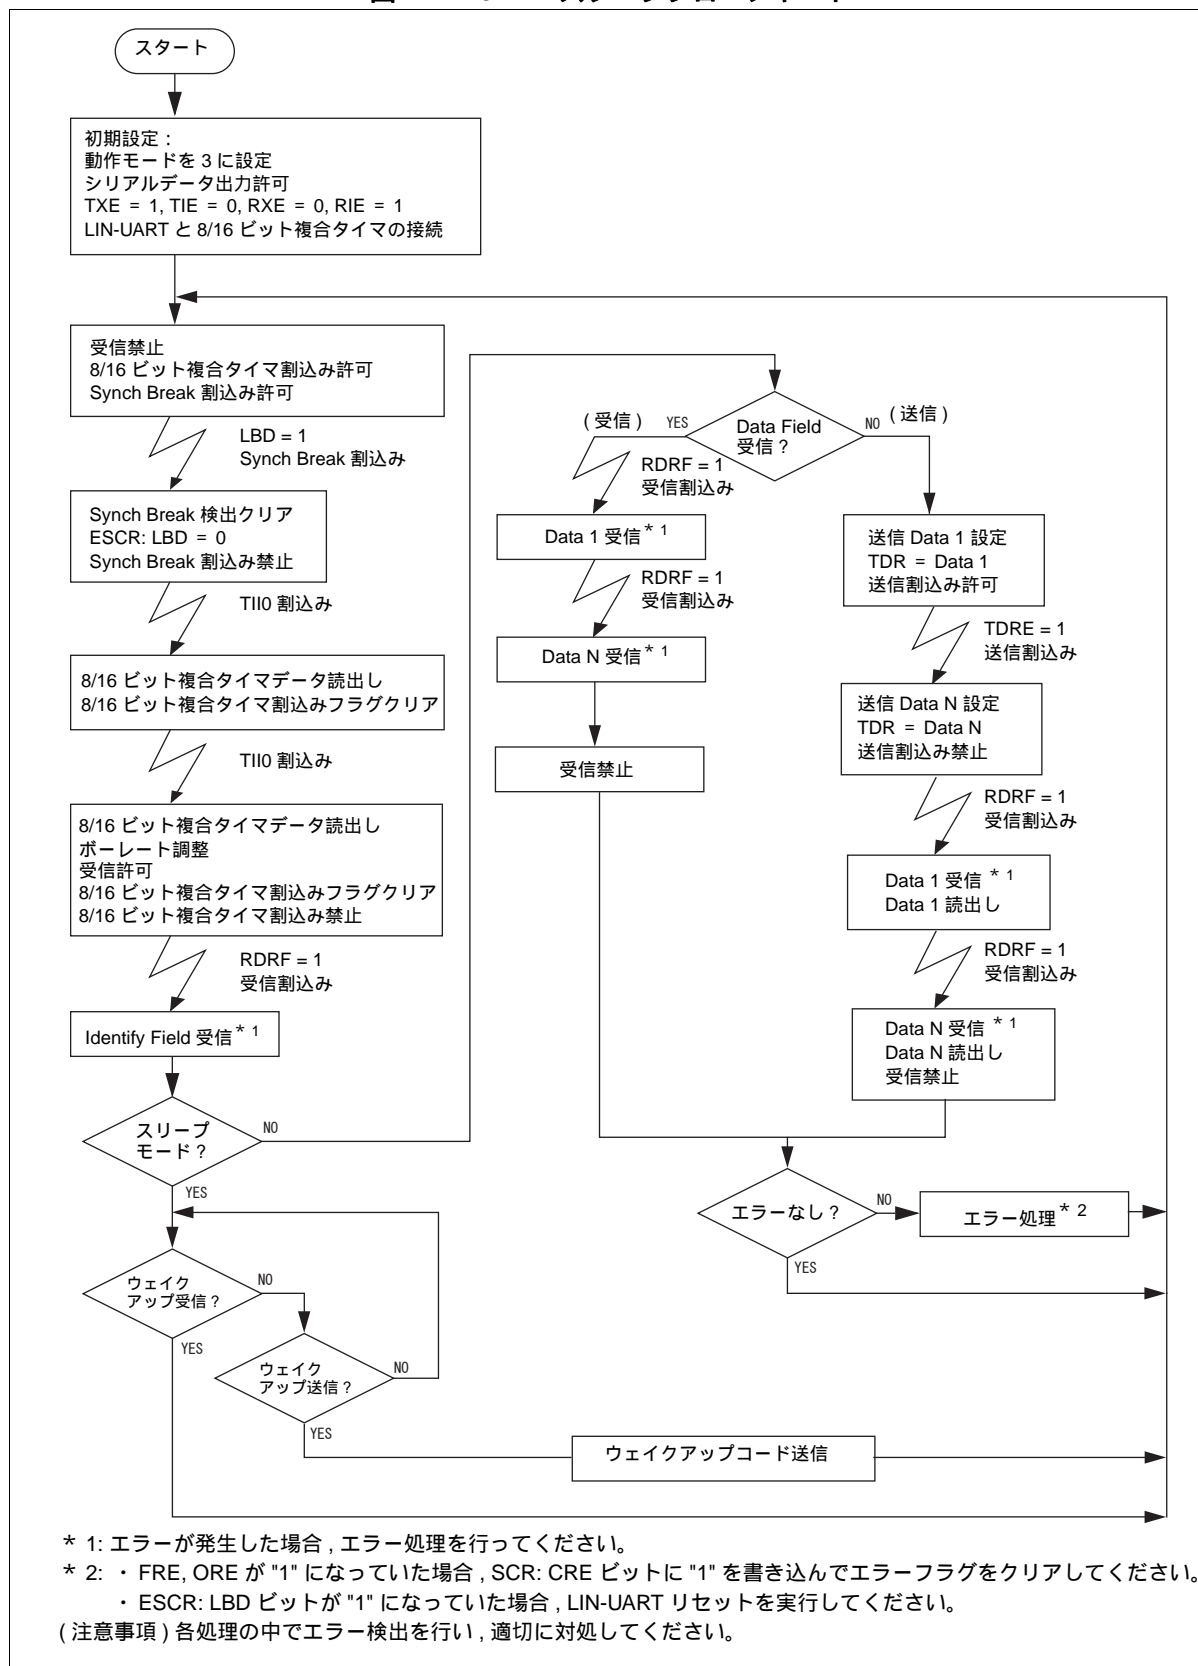 スタート
初期設定：
動作モードを 3 に設定
シリアルデータ出力許可
TXE = 1, TIE = 0, RXE = 0, RIE = 1
LIN-UART と 8/16 ビット複合タイマの接続
受信禁止
8/16 ビット複合タイマ割込み許可
Synch Break 割込み許可
LBD = 1
Synch Break 割込み
Synch Break 検出クリア
ESCR: LBD = 0
Synch Break 割込み禁止
TII0 割込み
8/16 ビット複合タイマデータ読出し
8/16 ビット複合タイマ割込みフラグクリア
TII0 割込み
8/16 ビット複合タイマデータ読出し
ボーレート調整
受信許可
8/16 ビット複合タイマ割込みフラグクリア
8/16 ビット複合タイマ割込み禁止
RDRF = 1
受信割込み
Identify Field 受信＊ 1
スリープ
モード？
NO
YES
ウェイク
アップ受信？
NO
YES
ウェイク
アップ送信？
NO
YES
ウェイクアップコード送信
Data Field
受信？
( 受信 ) YES
NO ( 送信 )
RDRF = 1
受信割込み
Data 1 受信＊ 1
RDRF = 1
受信割込み
Data N 受信＊ 1
受信禁止
送信 Data 1 設定
TDR = Data 1
送信割込み許可
TDRE = 1
送信割込み
送信 Data N 設定
TDR = Data N
送信割込み禁止
RDRF = 1
受信割込み
Data 1 受信 ＊ 1
Data 1 読出し
RDRF = 1
受信割込み
Data N 受信 ＊ 1
Data N 読出し
受信禁止
エラーなし？
NO
YES
エラー処理＊ 2
＊ 1: エラーが発生した場合 , エラー処理を行ってください。
＊ 2: ・ FRE, ORE が "1" になっていた場合 , SCR: CRE ビットに "1" を書き込んでエラーフラグをクリアしてください。
・ ESCR: LBD ビットが "1" になっていた場合 , LIN-UART リセットを実行してください。
( 注意事項 ) 各処理の中でエラー検出を行い , 適切に対処してください。